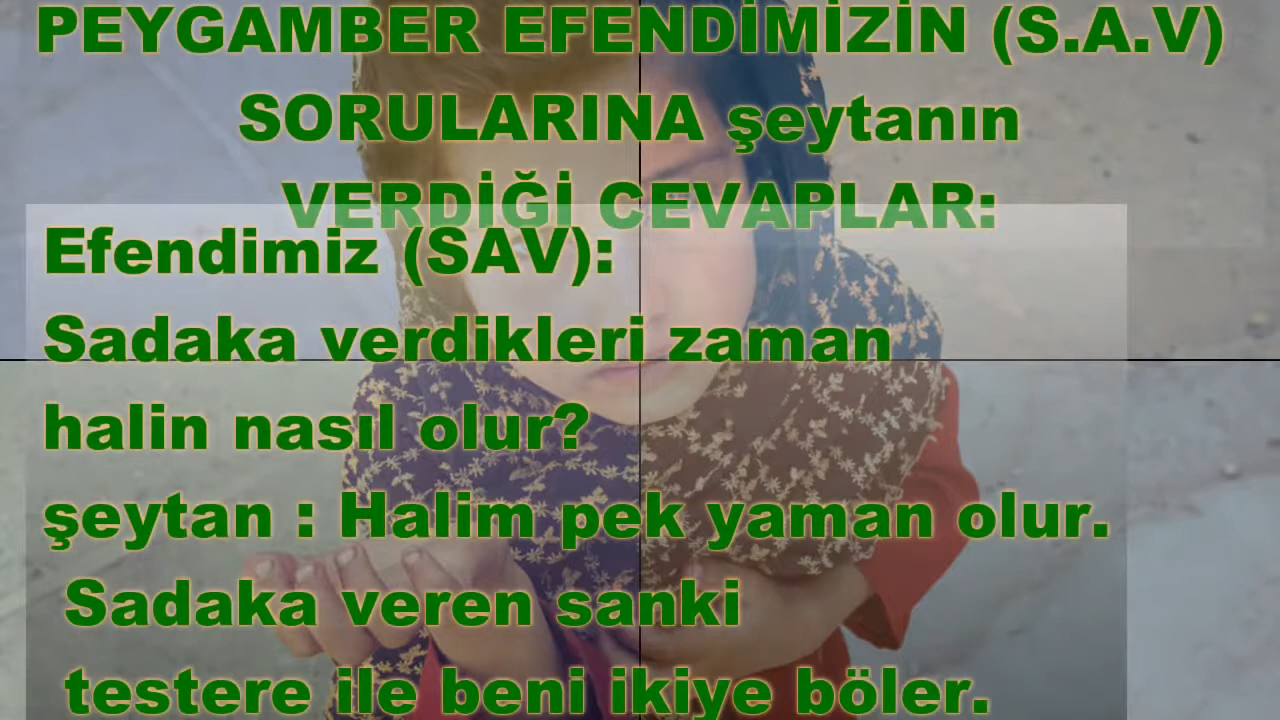 PEYGAMBER EFENDİMİZİN (S.A.V)
SORULARINA şeytanın
VERDİĞİ CEVAPLAR:
Efendimiz (SAV):
Sadaka verdikleri zaman
halin nasıl olur?
şeytan : Halim pek yaman olur.
Sadaka veren sanki
testere ile beni ikiye böler.